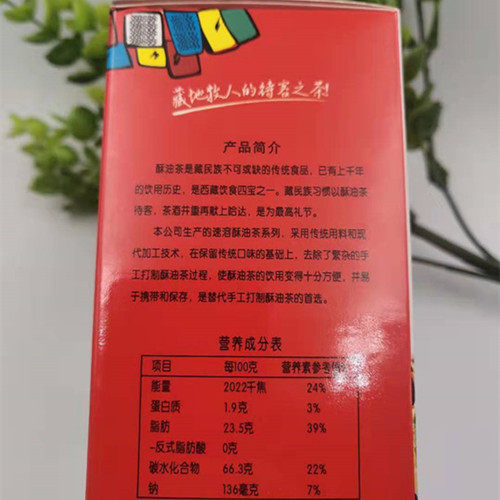 藏地牧人的待客之茶!
产品简介
酥油茶是藏民族不可或缺的传统食品，已有上千年
的饮用历史，是西藏饮食四宝之一。藏民族习惯以酥油茶
待客，茶酒并重再献上哈达，是为最高礼节。
本公司生产的速溶酥油茶系列，采用传统用料和现
代加工技术，在保留传统口味的基础上，去除了繁杂的手
工打制酥油茶过程，使酥油茶的饮用变得十分方便，并易
于携带和保存，是替代手工打制酥油茶的首选。
营养成分表
项目 每100克 营养素参考值
能量 2022千焦 24%
蛋白质 1.9克 3%
脂肪 23.5克 39%
-反式脂肪酸 0克
碳水化合物 66.3克 22%
钠 136毫克 7%